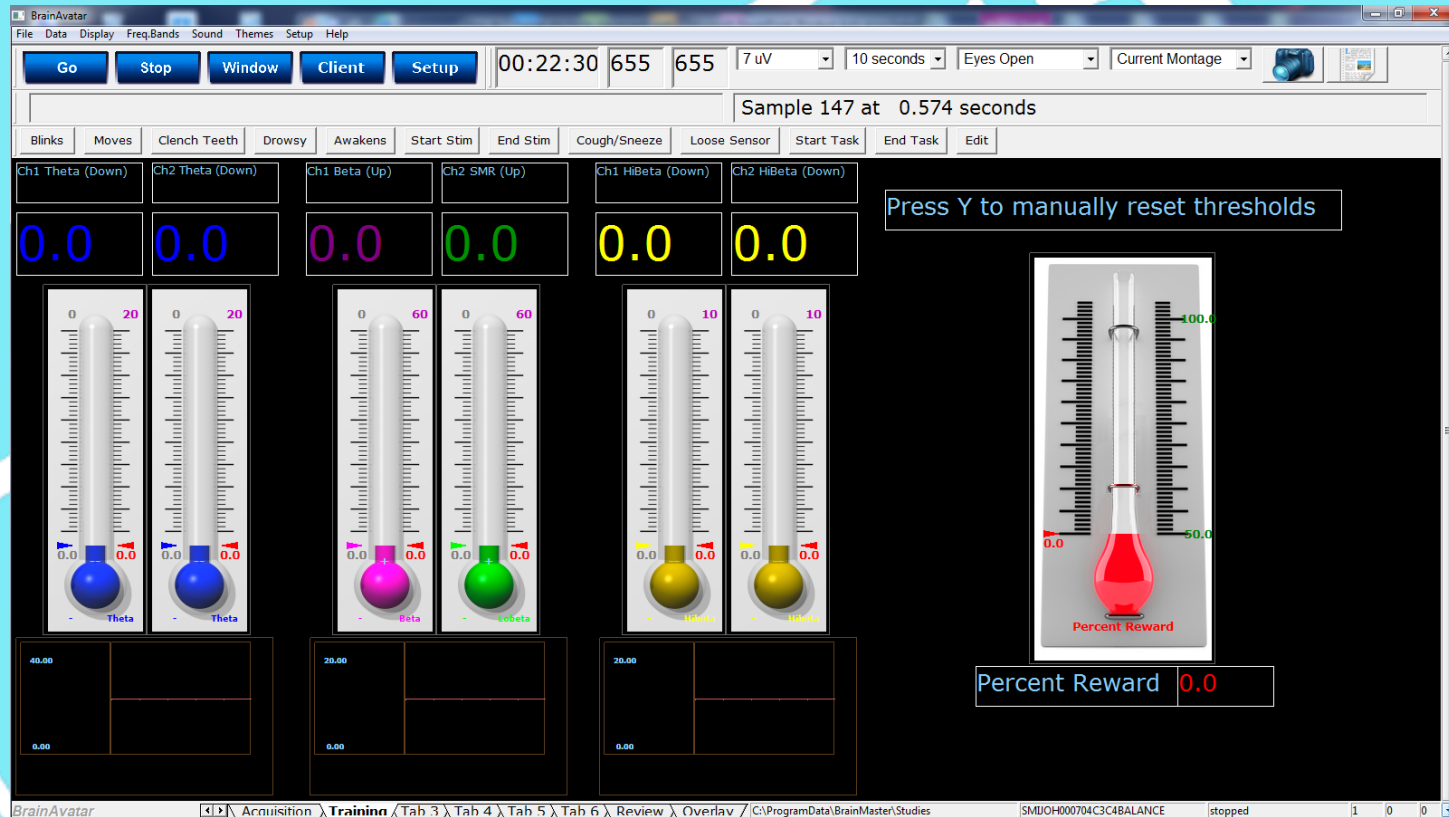 BrainAvatar
File Data Display Freq.Bands Sound Themes Setup Help
Go Stop Window Client Setup 00:22:30 655 655 7 uV 10 seconds Eyes Open Current Montage
Sample 147 at 0.574 seconds
Blinks Moves Clench Teeth Drowsy Awakens Start Stim End Stim Cough/Sneeze Loose Sensor Start Task End Task Edit
Ch1 Theta (Down) Ch2 Theta (Down) Ch1 Beta (Up) Ch2 SMR (Up) Ch1 HiBeta (Down) Ch2 HiBeta (Down)
Press Y to manually reset thresholds
0.0 0.0 0.0 0.0 0.0 0.0
0 20 0 20 0 60 0 60 0 10 0 10
100.0
50.0
0.0
0.0 0.0 0.0 0.0 0.0 0.0 0.0 0.0 0.0 0.0 0.0 0.0
- Theta - Theta - Beta - Lobeta - Hibeta - Hibeta
Percent Reward
40.00 20.00 20.00
Percent Reward 0.0
0.00 0.00 0.00
BrainAvatar Acquisition Training Tab 3 Tab 4 Tab 5 Tab 6 Review Overlay C:\ProgramData\BrainMaster\Studies SMIJOH000704C3C4BALANCE stopped 1 0 0